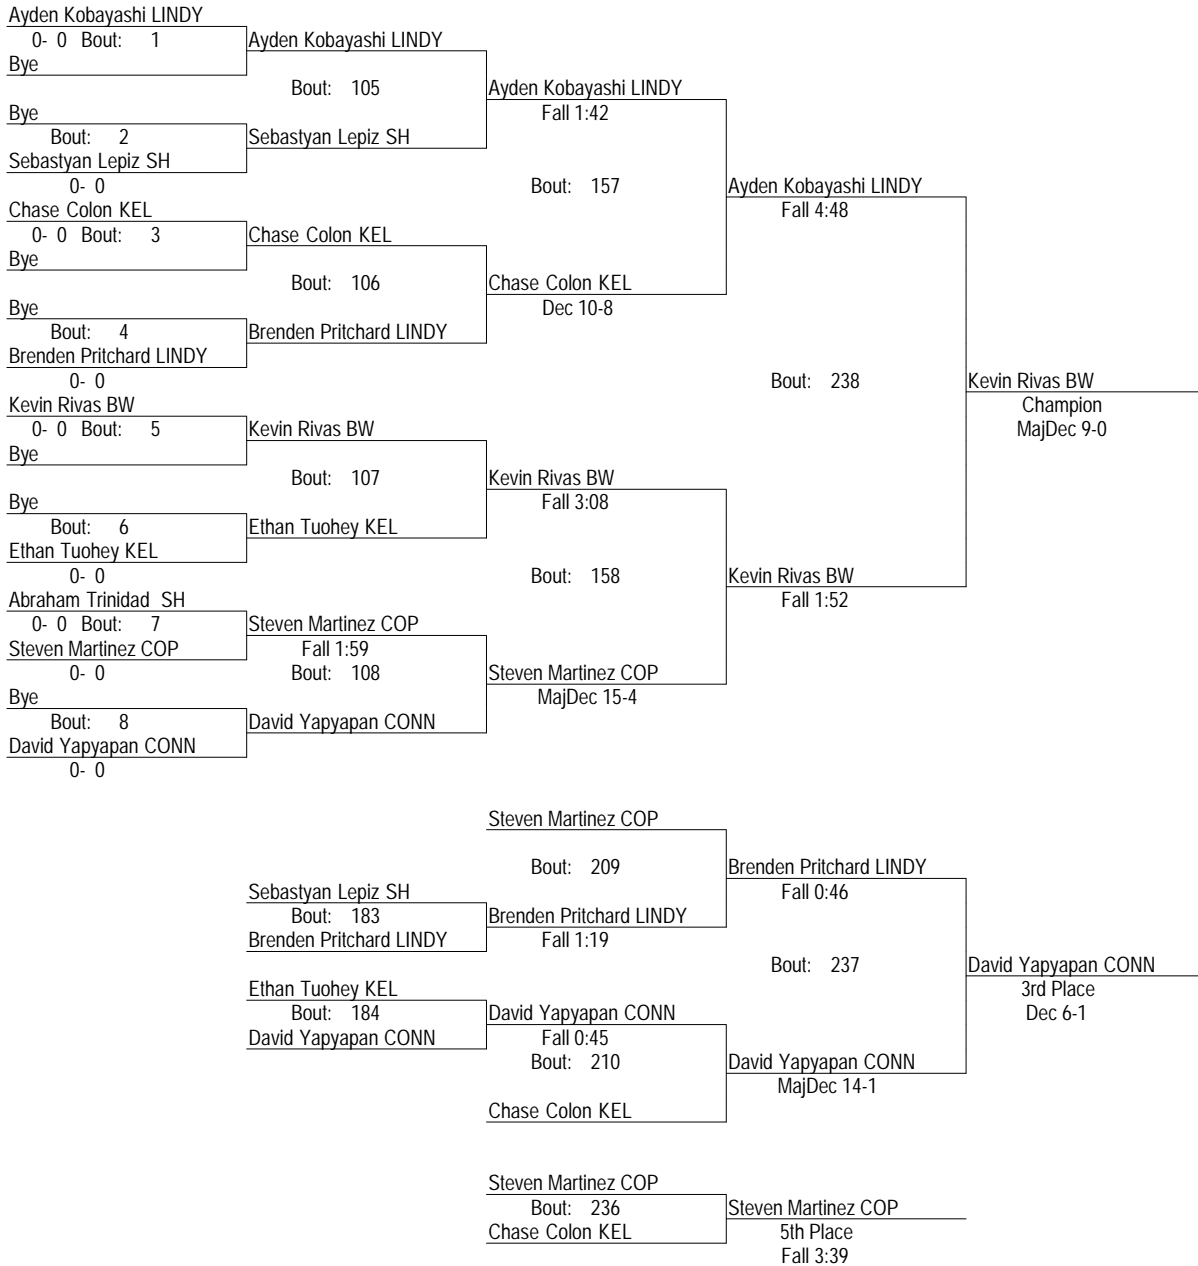 Ayden Kobayashi LINDY
0- 0 Bout: 1
Ayden Kobayashi LINDY
Bye
Bout: 105
Ayden Kobayashi LINDY
Bye
Fall 1:42
Bout: 2
Sebastyan Lepiz SH
Sebastyan Lepiz SH
0- 0
Bout: 157
Ayden Kobayashi LINDY
Chase Colon KEL
Fall 4:48
0- 0 Bout: 3
Chase Colon KEL
Bye
Bout: 106
Chase Colon KEL
Bye
Dec 10-8
Bout: 4
Brenden Pritchard LINDY
Brenden Pritchard LINDY
0- 0
Bout: 238
Kevin Rivas BW
Kevin Rivas BW
Champion
0- 0 Bout: 5
Kevin Rivas BW
MajDec 9-0
Bye
Bout: 107
Kevin Rivas BW
Bye
Fall 3:08
Bout: 6
Ethan Tuohey KEL
Ethan Tuohey KEL
0- 0
Bout: 158
Kevin Rivas BW
Abraham Trinidad SH
Fall 1:52
0- 0 Bout: 7
Steven Martinez COP
Steven Martinez COP
Fall 1:59
0- 0
Bout: 108
Steven Martinez COP
Bye
MajDec 15-4
Bout: 8
David Yapyapan CONN
David Yapyapan CONN
0- 0
Steven Martinez COP
Bout: 209
Brenden Pritchard LINDY
Sebastyan Lepiz SH
Fall 0:46
Bout: 183
Brenden Pritchard LINDY
Brenden Pritchard LINDY
Fall 1:19
Bout: 237
David Yapyapan CONN
Ethan Tuohey KEL
3rd Place
Bout: 184
David Yapyapan CONN
Dec 6-1
David Yapyapan CONN
Fall 0:45
Bout: 210
David Yapyapan CONN
MajDec 14-1
Chase Colon KEL
Steven Martinez COP
Bout: 236
Steven Martinez COP
Chase Colon KEL
5th Place
Fall 3:39